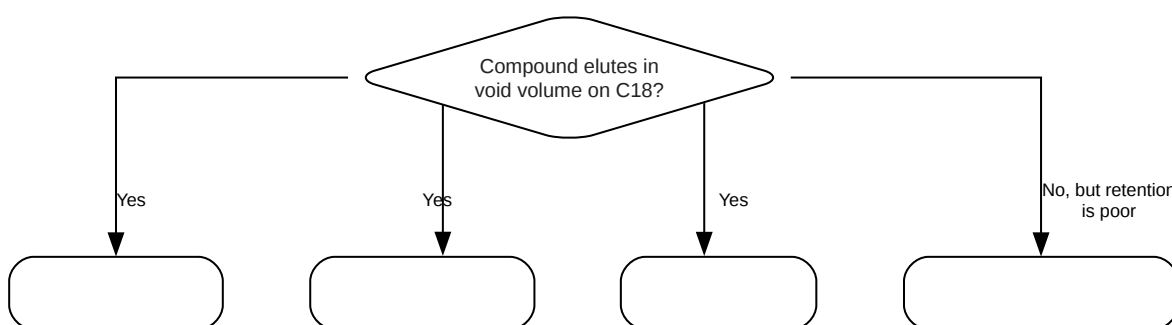 Compound elutes in
void volume on C18?
Yes
Yes
Yes
No, but retention
is poor